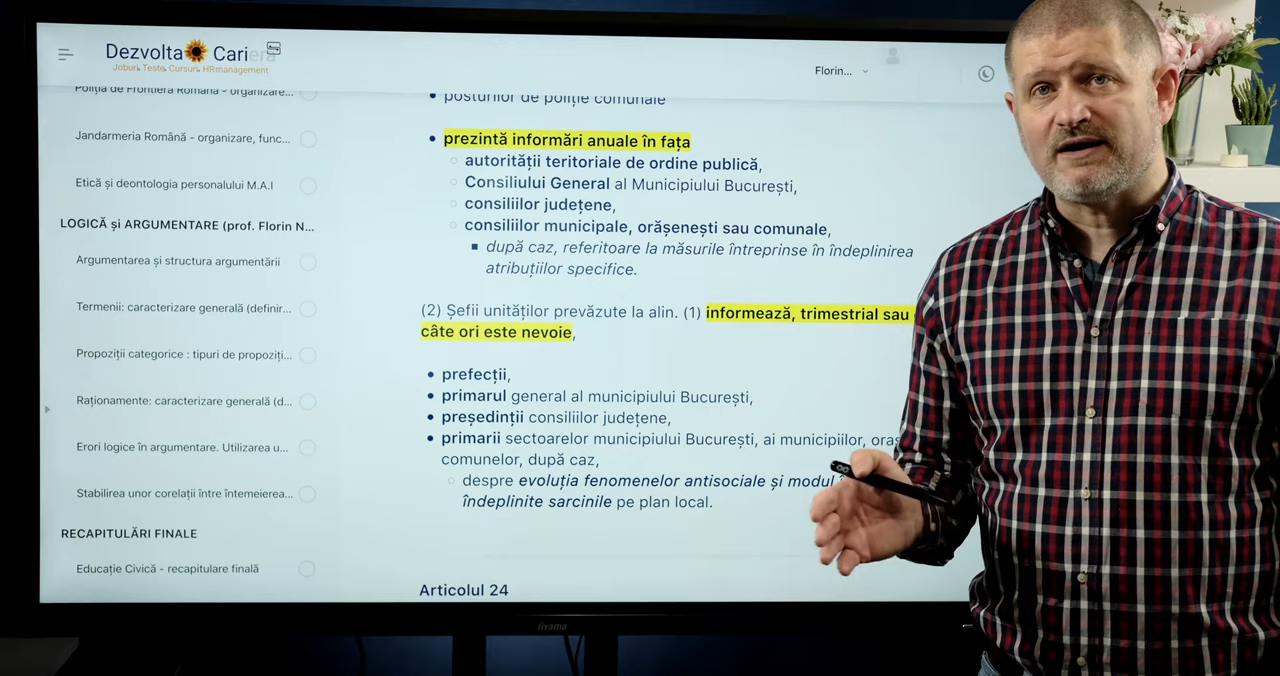 Dezvolta Cariera
Joburi, Teste, Cursuri, HRmanagement
Florin...
Poliția de Frontieră Română - organizare...
Jandarmeria Română - organizare, func...
Etică și deontologia personalului M.A.I
LOGICĂ și ARGUMENTARE (prof. Florin N...
Argumentarea și structura argumentării
Termenii: caracterizare generală (definir...
Propoziții categorice : tipuri de propoziți...
Raționamente: caracterizare generală (d...
Erori logice în argumentare. Utilizarea u...
Stabilirea unor corelații între întemeierea...
RECAPITULĂRI FINALE
Educație Civică - recapitulare finală
posturilor de poliție comunale
prezintă informări anuale în fața
autorității teritoriale de ordine publică,
Consiliului General al Municipiului București,
consiliilor județene,
consiliilor municipale, orășenești sau comunale,
după caz, referitoare la măsurile întreprinse în îndeplinirea
atribuțiilor specifice.
(2) Șefii unităților prevăzute la alin. (1) informează, trimestrial sau
câte ori este nevoie,
prefecții,
primarul general al municipiului București,
președinții consiliilor județene,
primarii sectoarelor municipiului București, ai municipiilor,
comunelor, după caz,
despre evoluția fenomenelor antisociale și modul
îndeplinite sarcinile pe plan local.
Articolul 24
iiyama